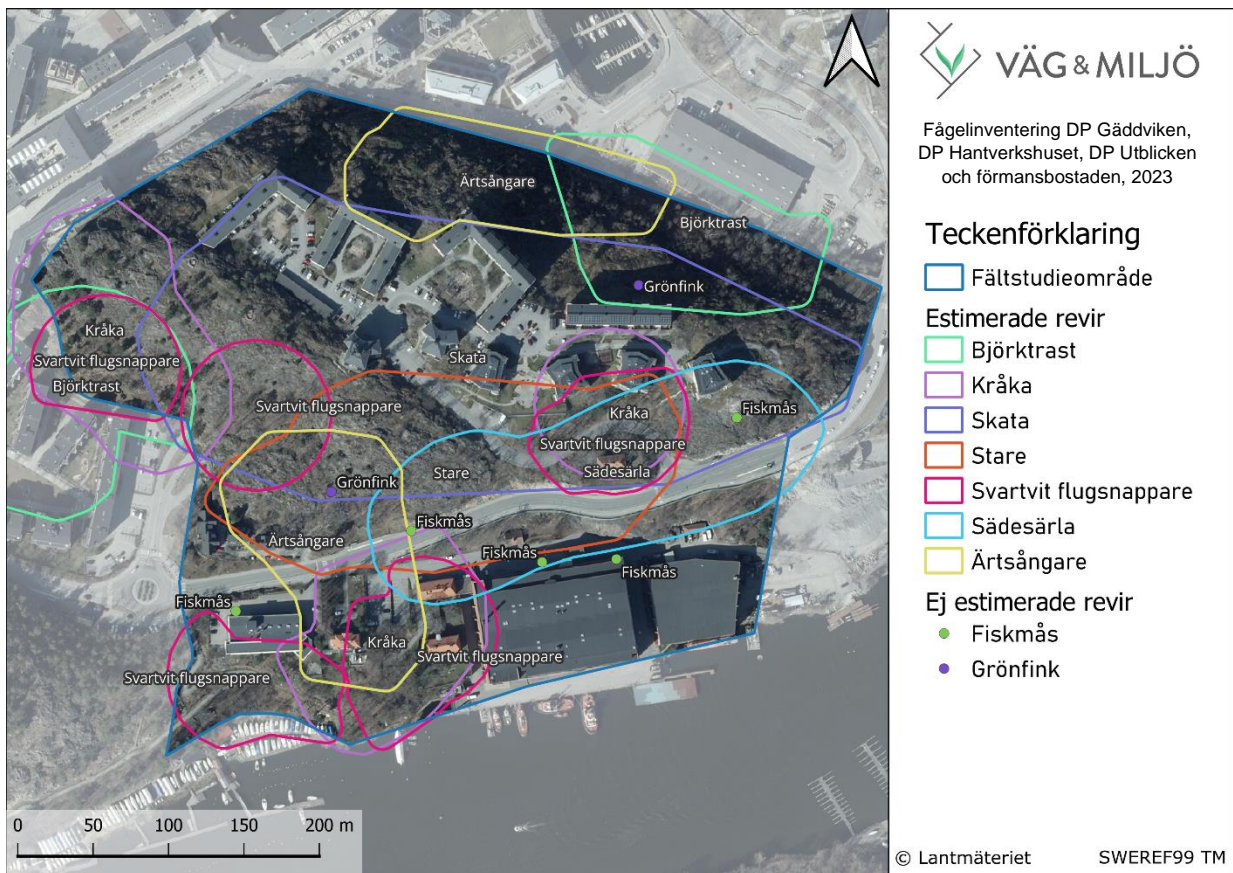 Ärtsångare
Björktrast
Grönfink
Kråka
Svartvit flugsnappare
Björktrast
Skata
Svartvit flugsnappare
Kråka
Fiskmås
Svartvit flugsnappare
Sädesärla
Stare
Grönfink
Fiskmås
Ärtsångare
Fiskmås
Fiskmås
Fiskmås
Kråka
Svartvit flugsnappare
Svartvit flugsnappare
0 50 100 150 200 m
VÄG & MILJÖ
Fågelinventering DP Gäddviken,
DP Hantverkshuset, DP Utblicken
och förmansbostaden, 2023
Teckenförklaring
Fältstudieområde
Estimerade revir
Björktrast
Kråka
Skata
Stare
Svartvit flugsnappare
Sädesärla
Ärtsångare
Ej estimerade revir
Fiskmås
Grönfink
© Lantmäteriet SWEREF99 TM